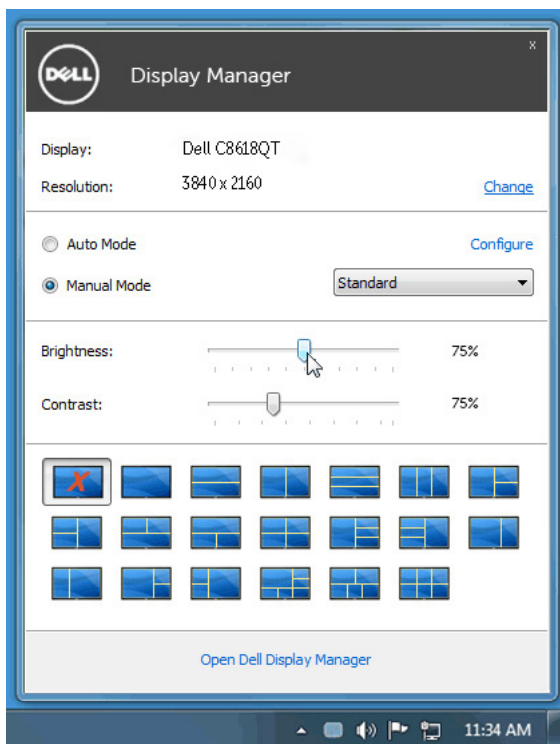 DELL Display Manager x
Display: Dell C8618QT
Resolution: 3840 x 2160 Change
Auto Mode Configure
Manual Mode Standard
Brightness: 75%
Contrast: 75%
Open Dell Display Manager
11:34 AM